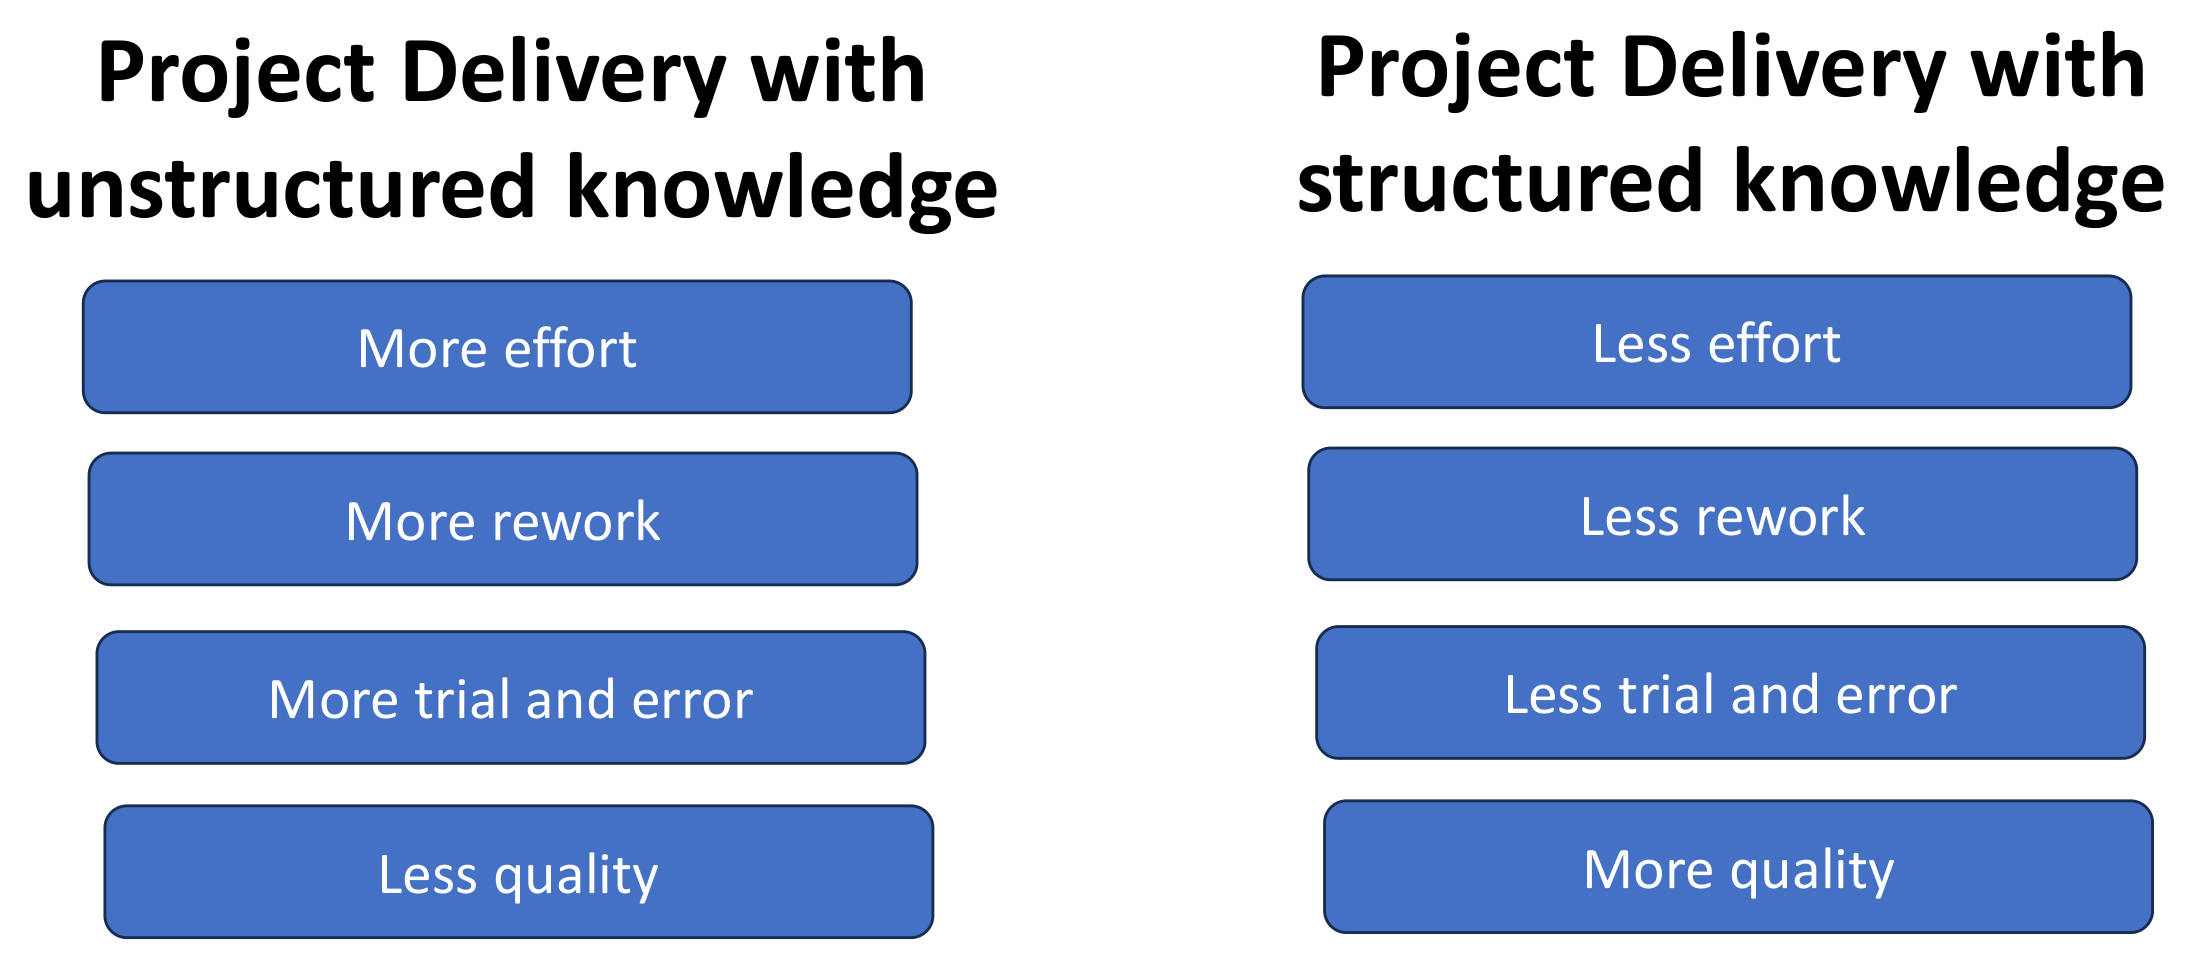 Project Delivery with
unstructured knowledge
More effort
More rework
More trial and error
Less quality
Project Delivery with
structured knowledge
Less effort
Less rework
Less trial and error
More quality